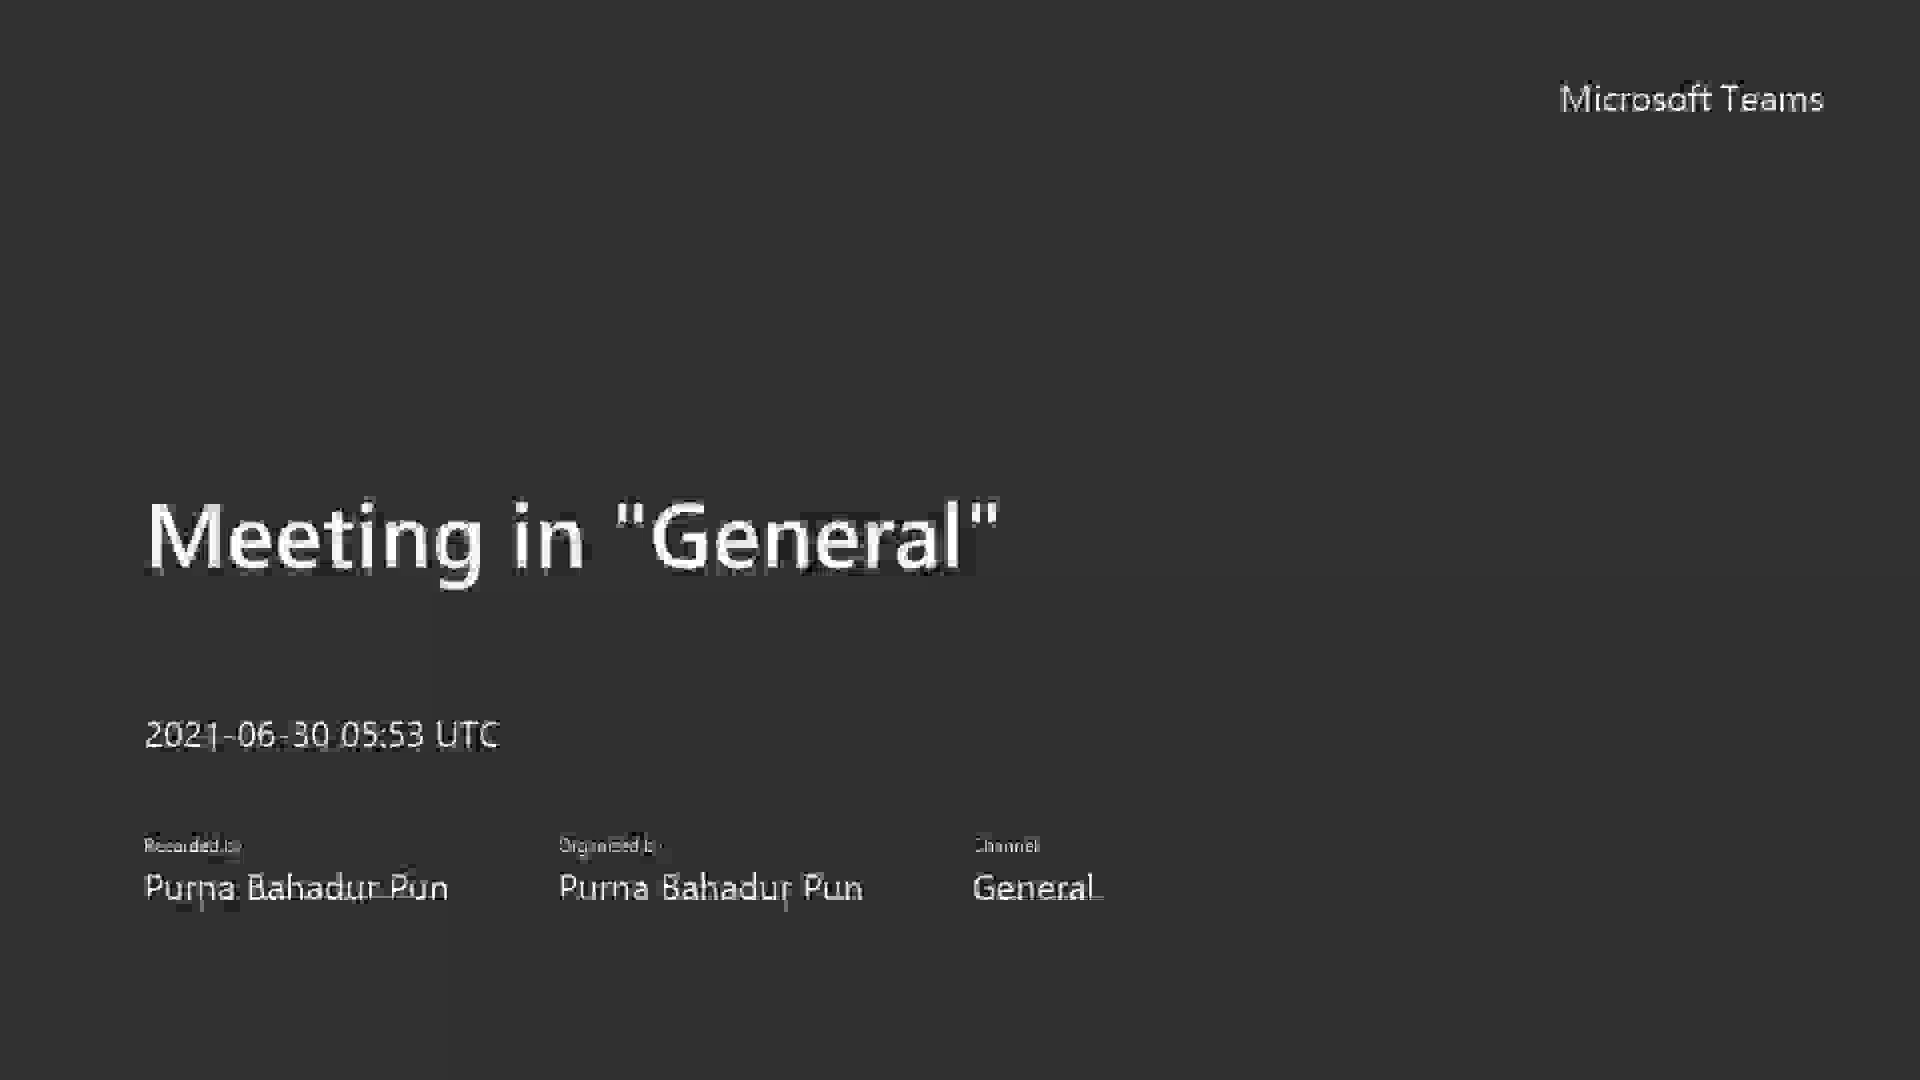 Microsoft Teams
Meeting in "General"
2021-06-30 05:53 UTC
Recorded by Organized by Channel
Purna Bahadur Pun Purna Bahadur Pun General